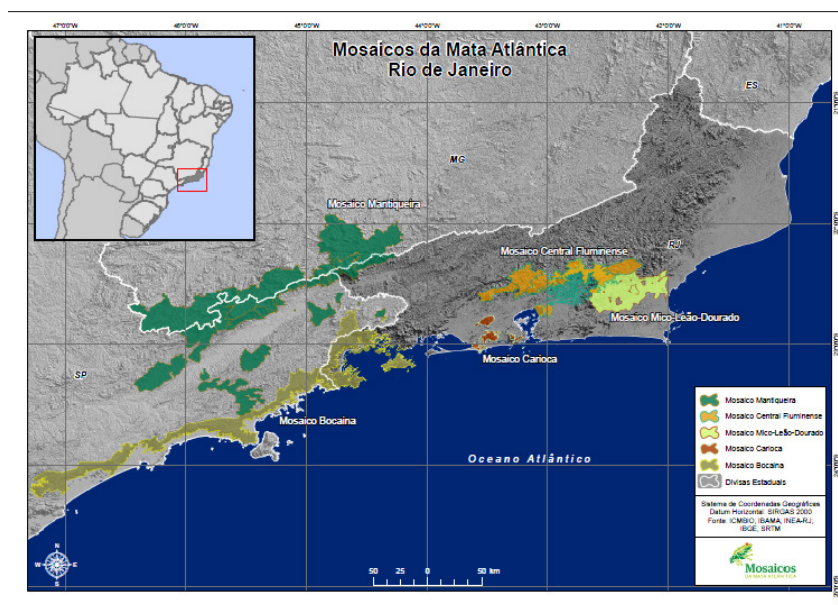 47°0'0"W
46°0'0"W
45°0'0"W
44°0'0"W
43°0'0"W
42°0'0"W
41°0'0"W
Mosaicos da Mata Atlântica
Rio de Janeiro
ES
MG
Mosaico Mantiqueira
Mosaico Central Fluminense
RJ
Mosaico Mico-Leão-Dourado
Mosaico Carioca
SP
Mosaico Bocaina
Oceano Atlântico
Mosaico Mantiqueira
Mosaico Central Fluminense
Mosaico Mico-Leão-Dourado
Mosaico Carioca
Mosaico Bocaina
Divisas Estaduais
Sistema de Coordenadas Geográficas
Datum Horizontal: SIRGAS 2000
Fonte: ICMBIO; IBAMA; INEA-RJ;
IBGE; SRTM
N
W E
S
50 25 0 50 km
Mosaicos
DA MATA ATLÂNTICA